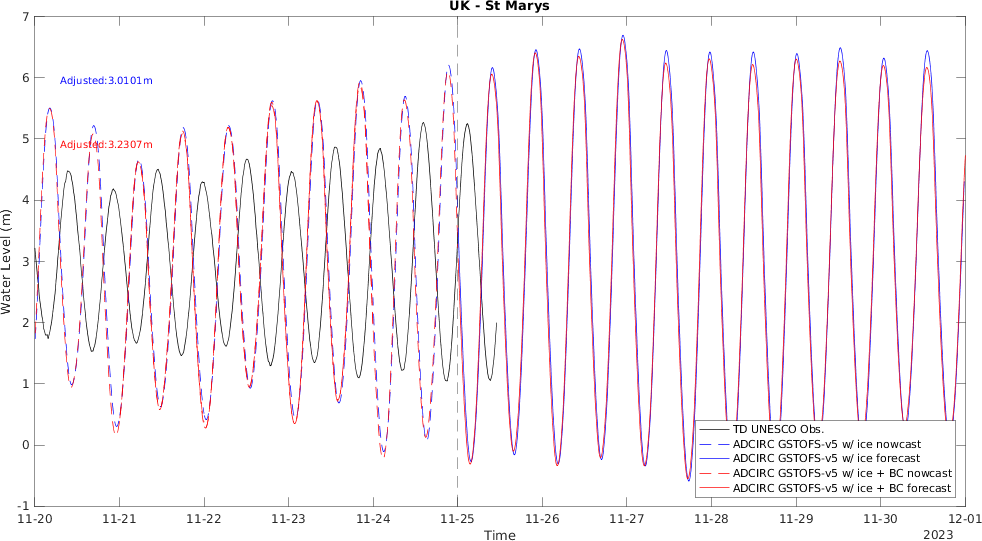 UK - St Marys
7
6
5
4
3
2
1
0
-1
Water Level (m)
Adjusted:3.0101m
Adjusted:3.2307m
TD UNESCO Obs.
ADCIRC GSTOFS-v5 w/ ice nowcast
ADCIRC GSTOFS-v5 w/ ice forecast
ADCIRC GSTOFS-v5 w/ ice + BC nowcast
ADCIRC GSTOFS-v5 w/ ice + BC forecast
11-20 11-21 11-22 11-23 11-24 11-25 11-26 11-27 11-28 11-29 11-30 12-01
Time
2023